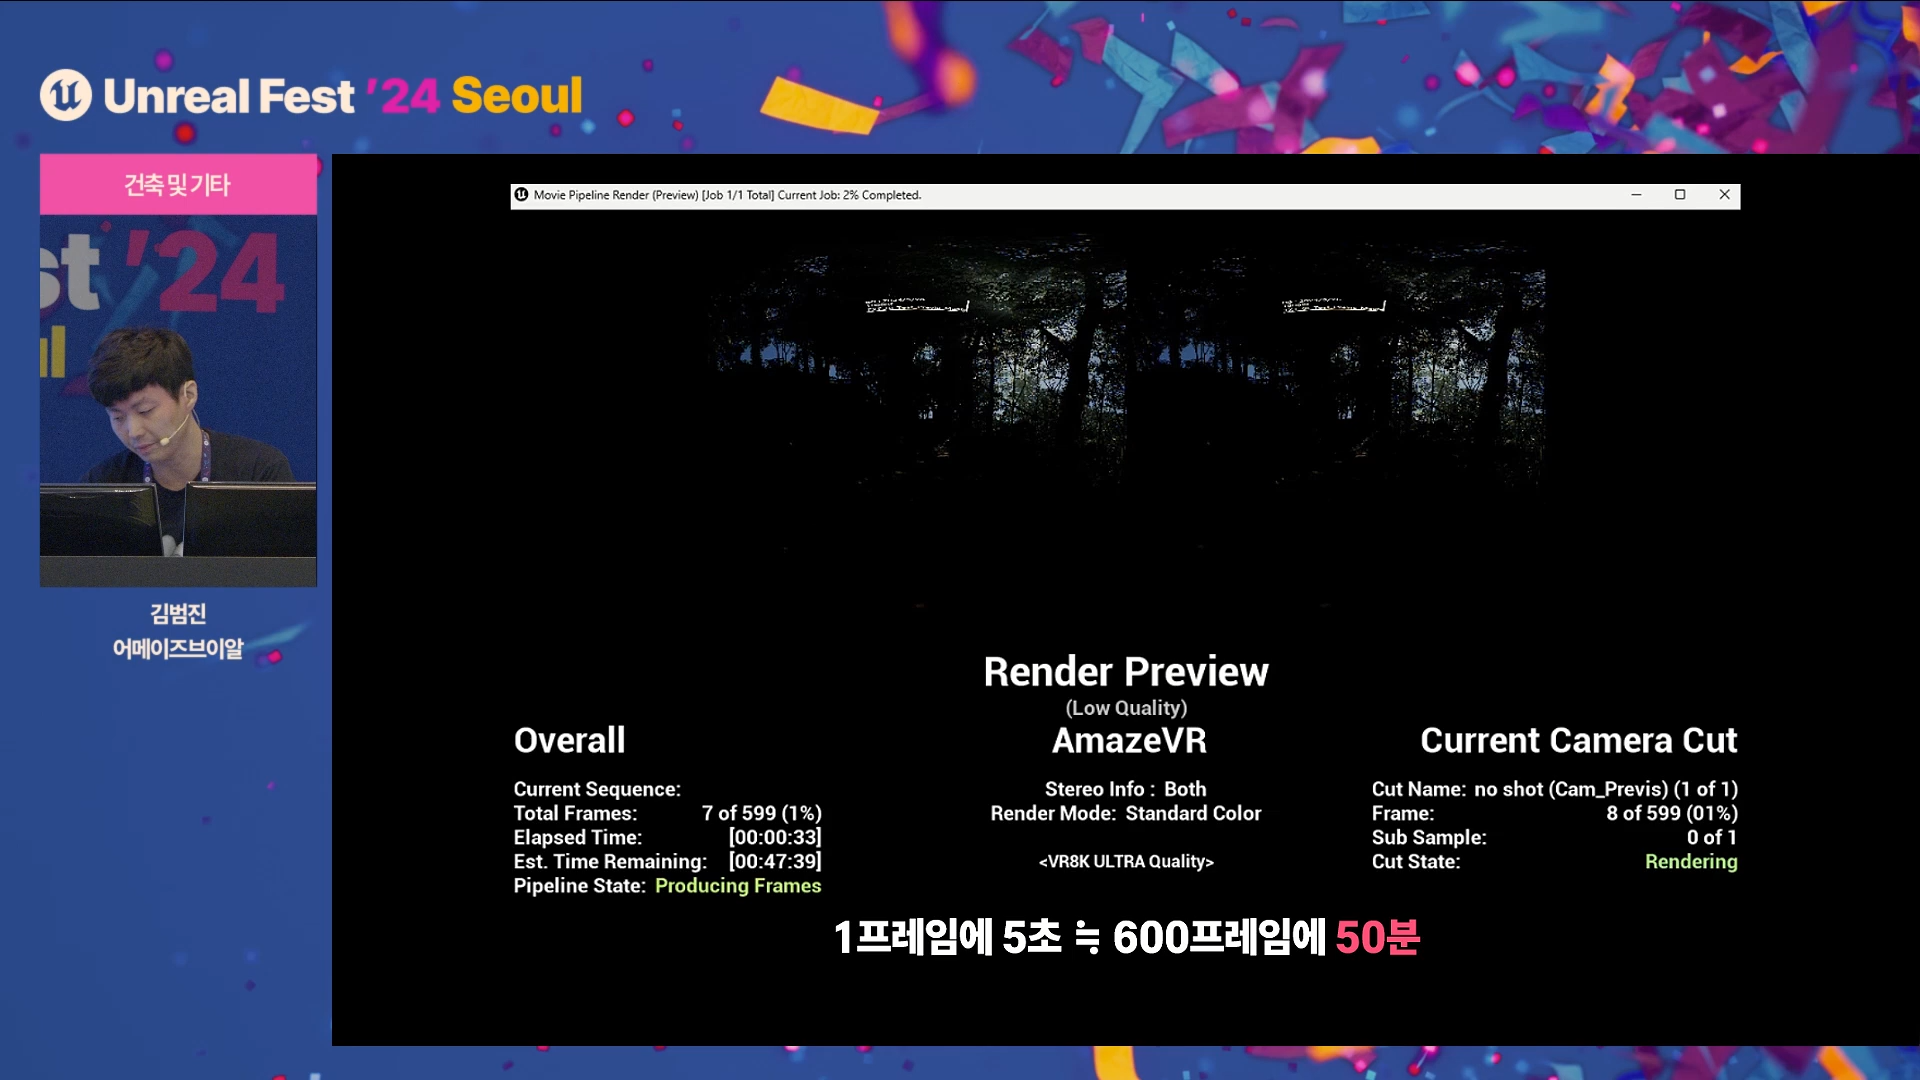 Unreal Fest '24 Seoul
건축 및 기타
st '24
ul
김범진
어메이즈브이알
Movie Pipeline Render (Preview) [Job 1/1 Total] Current Job: 2% Completed.
Render Preview
(Low Quality)
AmazeVR
Stereo Info : Both
Render Mode: Standard Color
<VR8K ULTRA Quality>
Overall
Current Sequence:
Total Frames: 7 of 599 (1%)
Elapsed Time: [00:00:33]
Est. Time Remaining: [00:47:39]
Pipeline State: Producing Frames
Current Camera Cut
Cut Name: no shot (Cam_Previs) (1 of 1)
Frame: 8 of 599 (01%)
Sub Sample: 0 of 1
Cut State: Rendering
1프레임에 5초 ≒ 600프레임에 50분